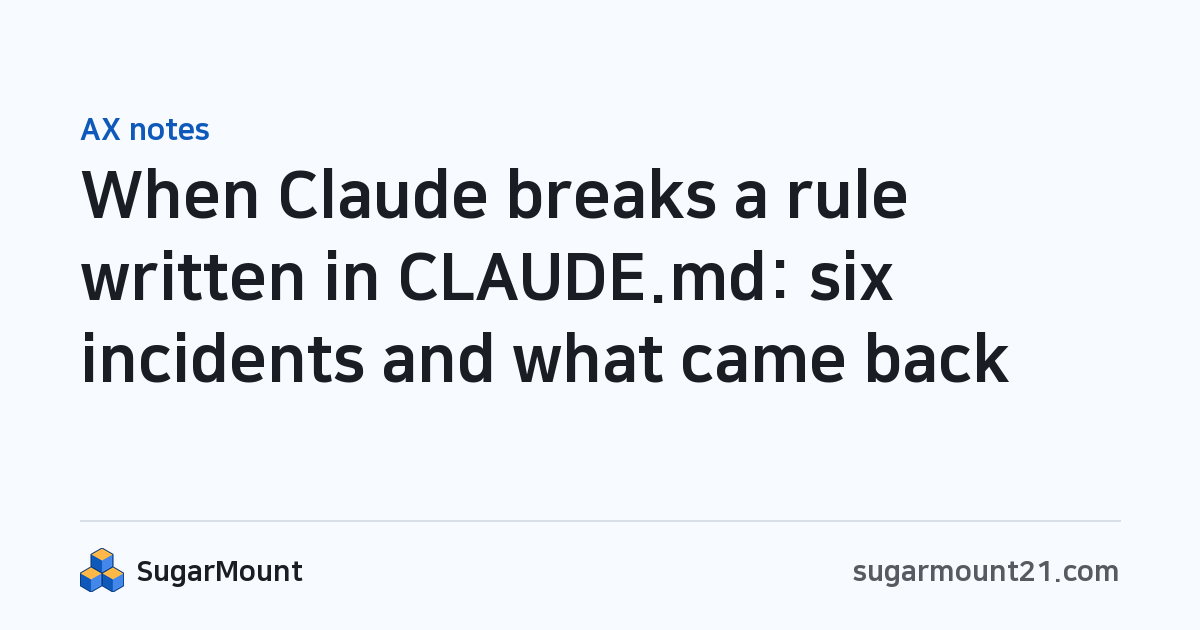 AX notes
When Claude breaks a rule
written in CLAUDE.md: six
incidents and what came back
SugarMount
sugarmount21.com